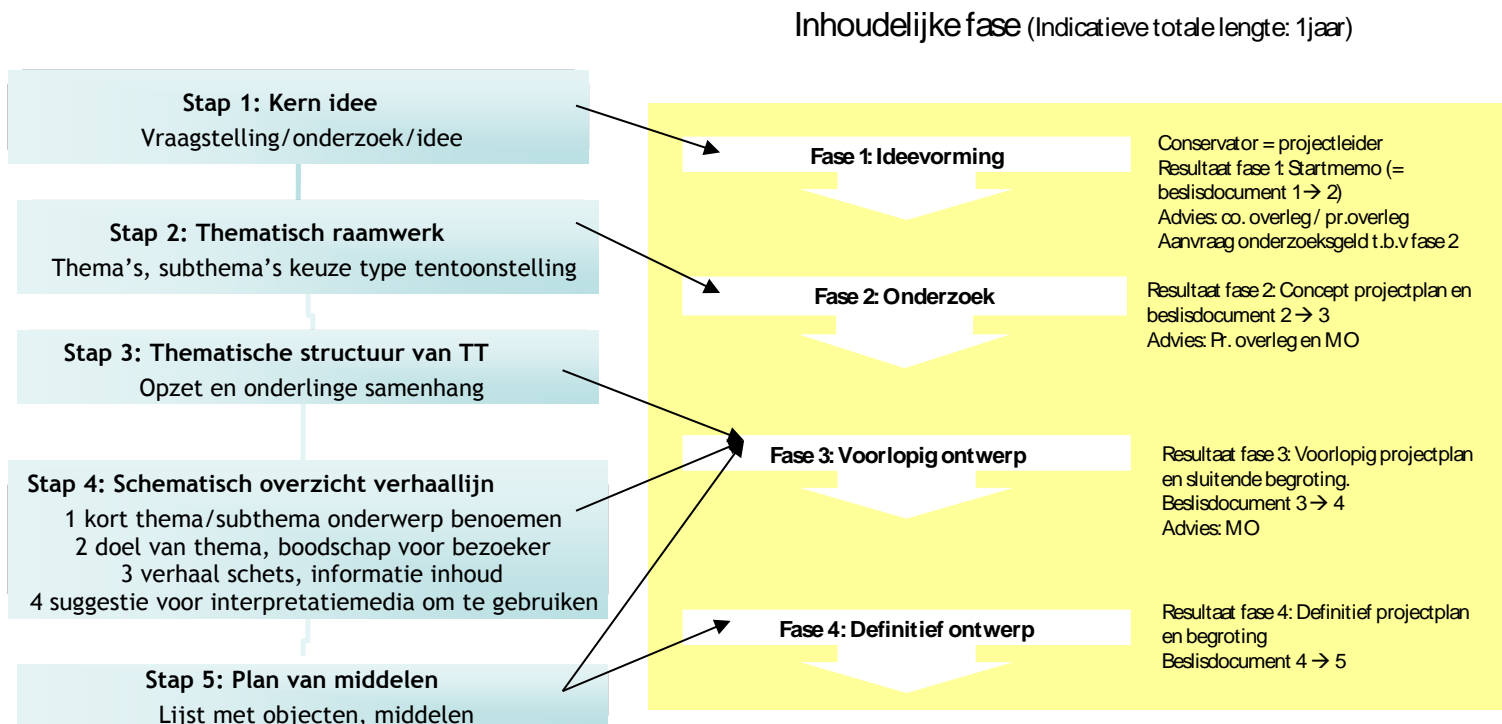 Inhoudelijke fase (Indicatieve totale lengte: 1 jaar)
Stap 1: Kern idee
Vraagstelling/onderzoek/idee
Stap 2: Thematisch raamwerk
Thema's, subthema's keuze type tentoonstelling
Stap 3: Thematische structuur van TT
Opzet en onderlinge samenhang
Stap 4: Schematisch overzicht verhaallijn
1 kort thema/subthema onderwerp benoemen
2 doel van thema, boodschap voor bezoeker
3 verhaal schets, informatie inhoud
4 suggestie voor interpretatiemedia om te gebruiken
Stap 5: Plan van middelen
Lijst met objecten, middelen
Fase 1: Ideevorming
Conservator = projectleider
Resultaat fase 1: Startmemo (=
beslisdocument 1 → 2)
Advies: co. overleg / pr.overleg
Aanvraag onderzoeksgeld t.b.v fase 2
Fase 2: Onderzoek
Resultaat fase 2: Concept projectplan en
beslisdocument 2 → 3
Advies: Pr. overleg en MO
Fase 3: Voorlopig ontwerp
Resultaat fase 3: Voorlopig projectplan
en sluitende begroting.
Beslisdocument 3 → 4
Advies: MO
Fase 4: Definitief ontwerp
Resultaat fase 4: Definitief projectplan
en begroting
Beslisdocument 4 → 5